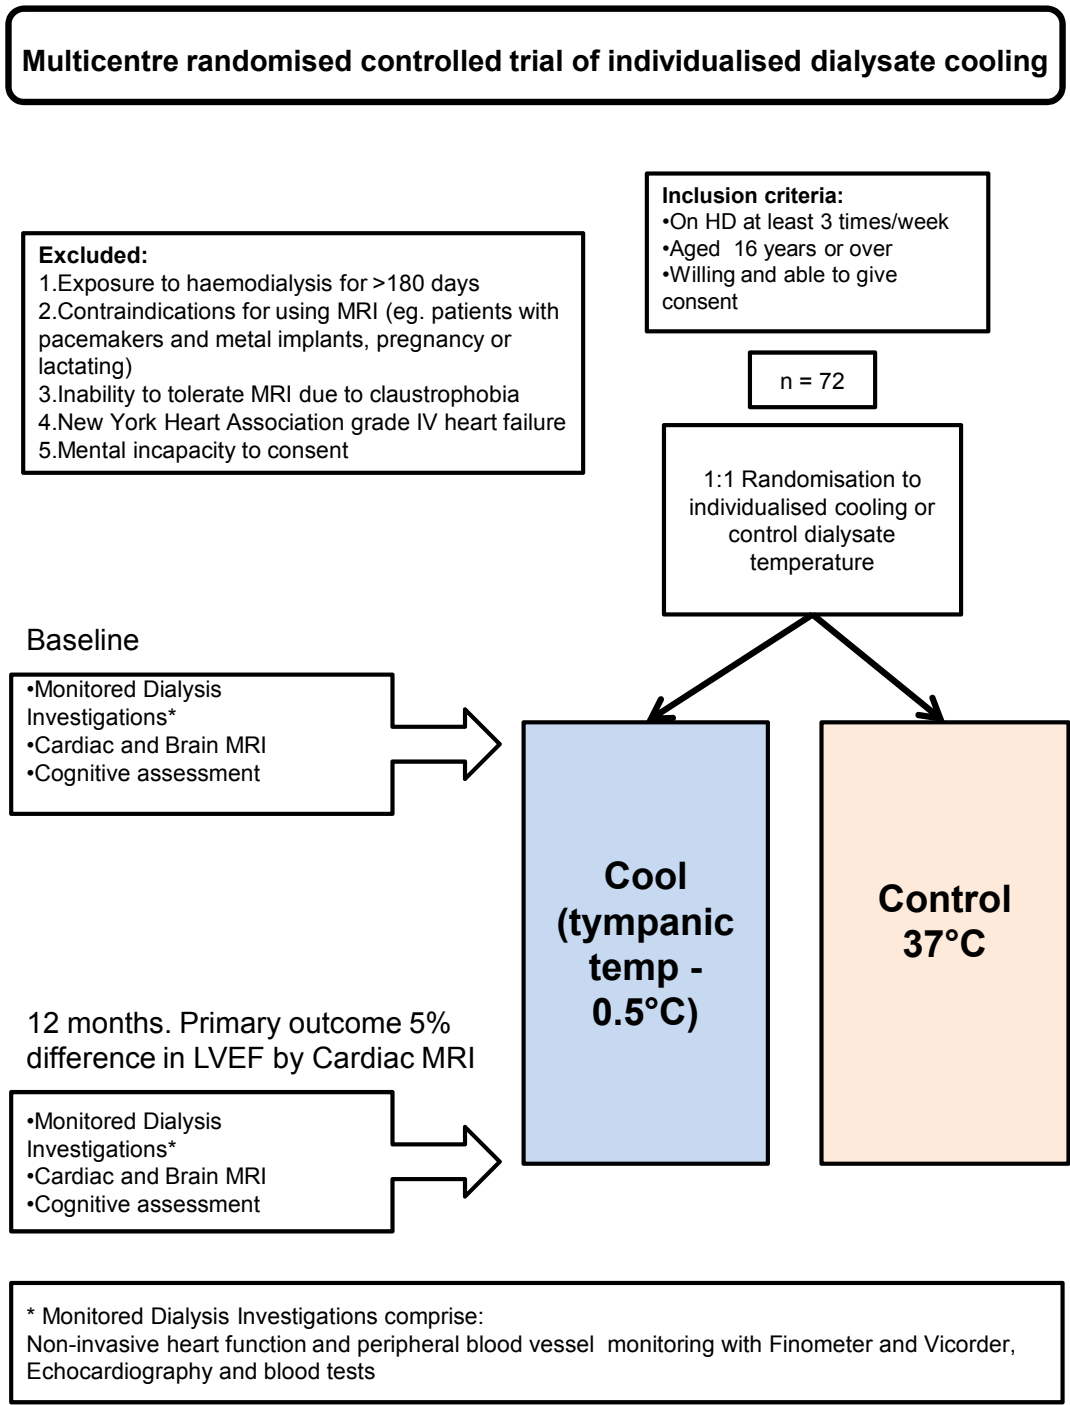 Multicentre randomised controlled trial of individualised dialysate cooling
Inclusion criteria:
•On HD at least 3 times/week
•Aged 16 years or over
•Willing and able to give
consent
Excluded:
1.Exposure to haemodialysis for >180 days
2.Contraindications for using MRI (eg. patients with
pacemakers and metal implants, pregnancy or
lactating)
3.Inability to tolerate MRI due to claustrophobia
4.New York Heart Association grade IV heart failure
5.Mental incapacity to consent
n = 72
1:1 Randomisation to
individualised cooling or
control dialysate
temperature
Baseline
•Monitored Dialysis
Investigations*
•Cardiac and Brain MRI
•Cognitive assessment
Cool
(tympanic
temp -
0.5°C)
Control
37°C
12 months. Primary outcome 5%
difference in LVEF by Cardiac MRI
•Monitored Dialysis
Investigations*
•Cardiac and Brain MRI
•Cognitive assessment
* Monitored Dialysis Investigations comprise:
Non-invasive heart function and peripheral blood vessel monitoring with Finometer and Vicorder,
Echocardiography and blood tests